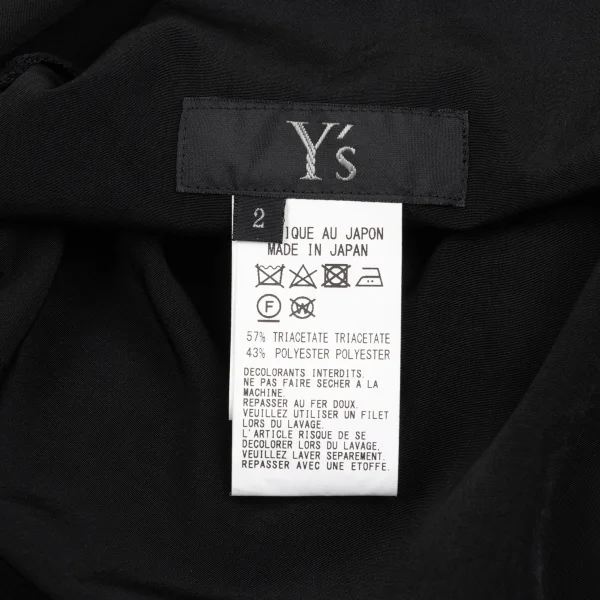 Y's
2
IQUE AU JAPON
MADE IN JAPAN
F
W
57% TRIACETATE TRIACETATE
43% POLYESTER POLYESTER
DECOLORANTS INTERDITS.
NE PAS FAIRE SECHER A LA
MACHINE.
REPASSER AU FER DOUX.
VEUILLEZ UTILISER UN FILET
LORS DU LAVAGE.
L'ARTICLE RISQUE DE SE
DECOLORER LORS DU LAVAGE,
VEUILLEZ LAVER SEPAREMENT.
REPASSER AVEC UNE ETOFFE.